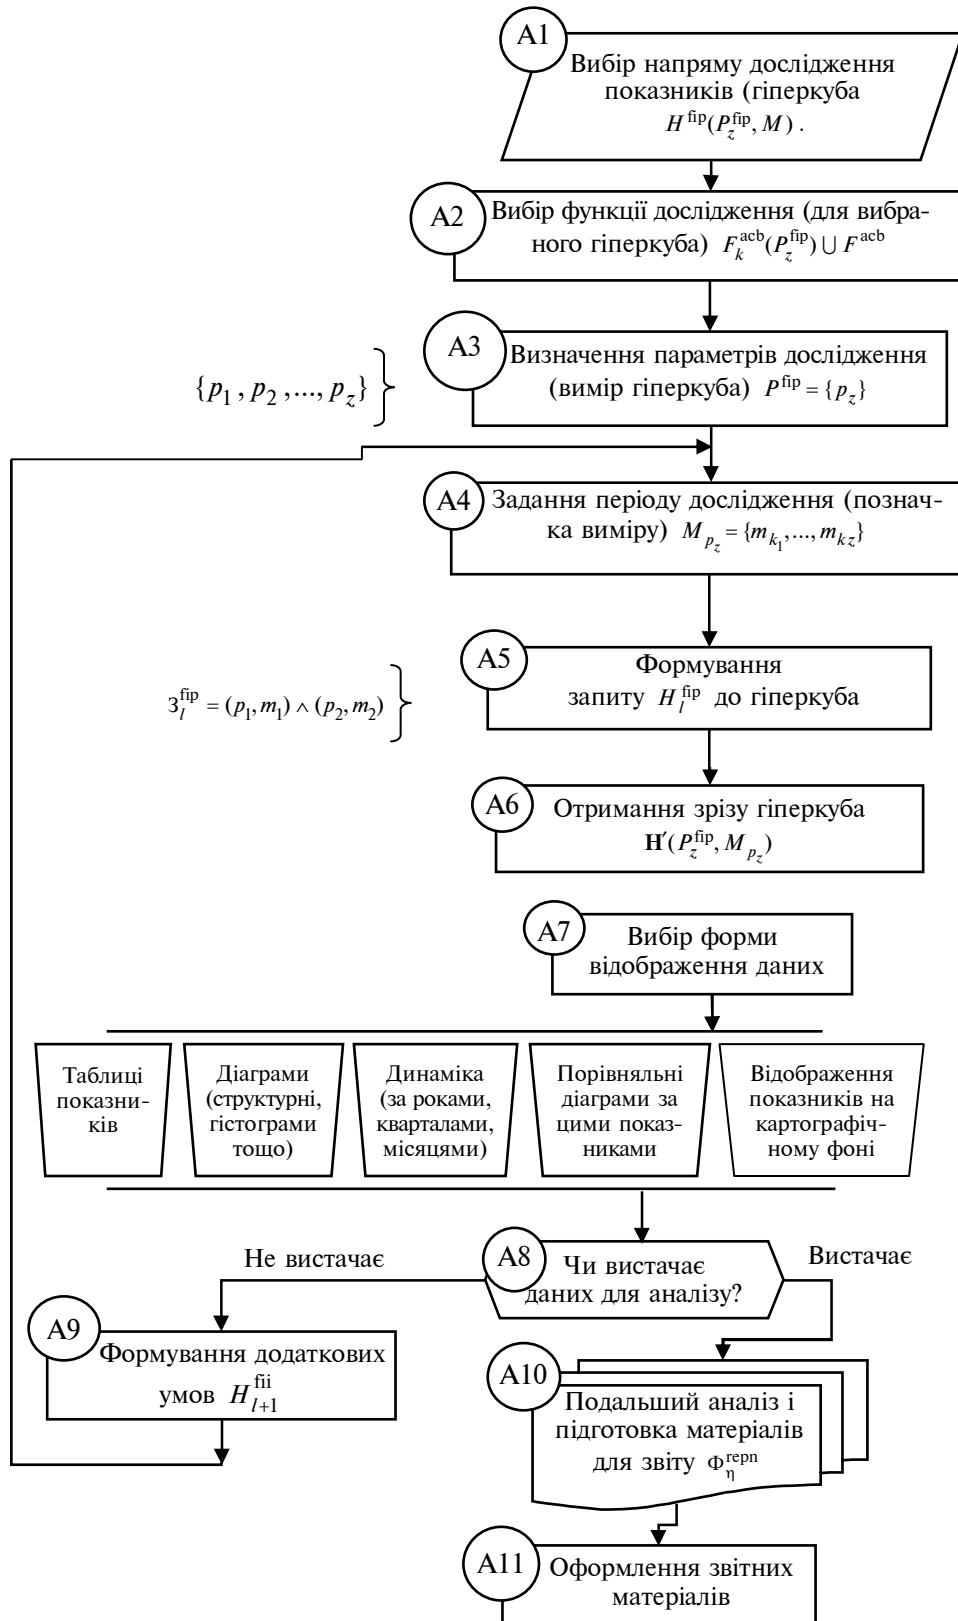 A1
Вибір напряму дослідження
показників (гіперкуба
H^fip(P_z^fip, M) .
A2
Вибір функції дослідження (для вибра-
ного гіперкуба) F_k^acb(P_z^fip) ∪ F^acb
A3
Визначення параметрів дослідження
(вимір гіперкуба) P^fip = {p_z}
{p_1, p_2, ..., p_z}
A4
Задання періоду дослідження (познач-
ка виміру) M_{p_z} = {m_{k_1}, ..., m_{kz}}
A5
Формування
запиту H_l^fip до гіперкуба
З_l^fip = (p_1, m_1) ∧ (p_2, m_2)
A6
Отримання зрізу гіперкуба
H′(P_z^fip, M_{p_z})
A7
Вибір форми
відображення даних
Таблиці
показни-
ків
Діаграми
(структурні,
гістограми
тощо)
Динаміка
(за роками,
кварталами,
місяцями)
Порівняльні
діаграми за
цими показ-
никами
Відображення
показників на
картографіч-
ному фоні
A8
Чи вистачає
даних для аналізу?
Не вистачає
Вистачає
A9
Формування додаткових
умов H_{l+1}^fii
A10
Подальший аналіз і
підготовка матеріалів
для звіту Φ_η^repn
A11
Оформлення звітних
матеріалів